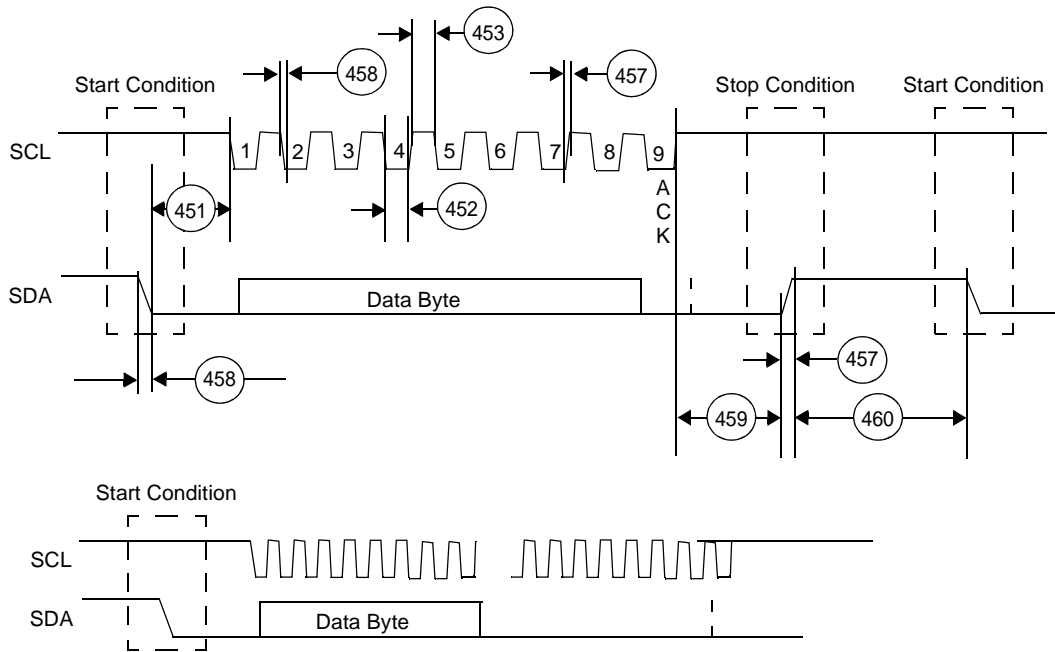 453
458
457
Start Condition
Stop Condition
Start Condition
SCL
1 2 3 4 5 6 7 8 9
A
C
K
451
452
SDA
Data Byte
458
457
459
460
Start Condition
SCL
SDA
Data Byte